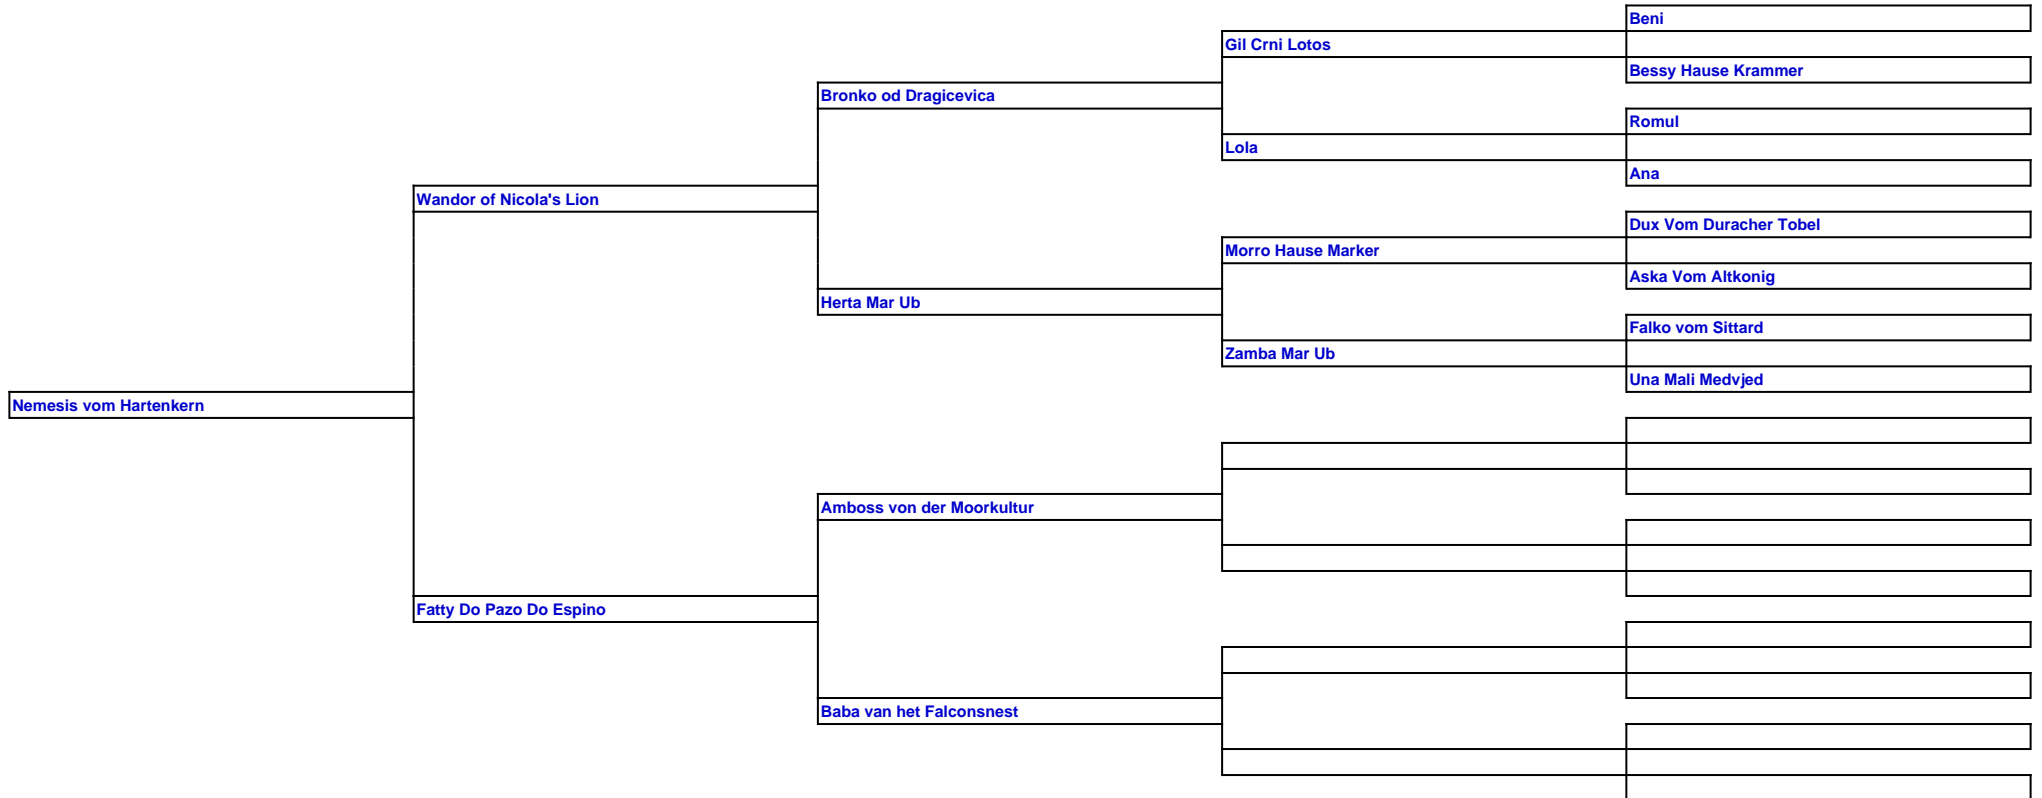 Beni
Gil Crni Lotos
Bessy Hause Krammer
Bronko od Dragicevica
Romul
Lola
Ana
Wandor of Nicola's Lion
Dux Vom Duracher Tobel
Morro Hause Marker
Aska Vom Altkonig
Herta Mar Ub
Falko vom Sittard
Zamba Mar Ub
Una Mali Medvjed
Nemesis vom Hartenkern
Amboss von der Moorkultur
Fatty Do Pazo Do Espino
Baba van het Falconsnest